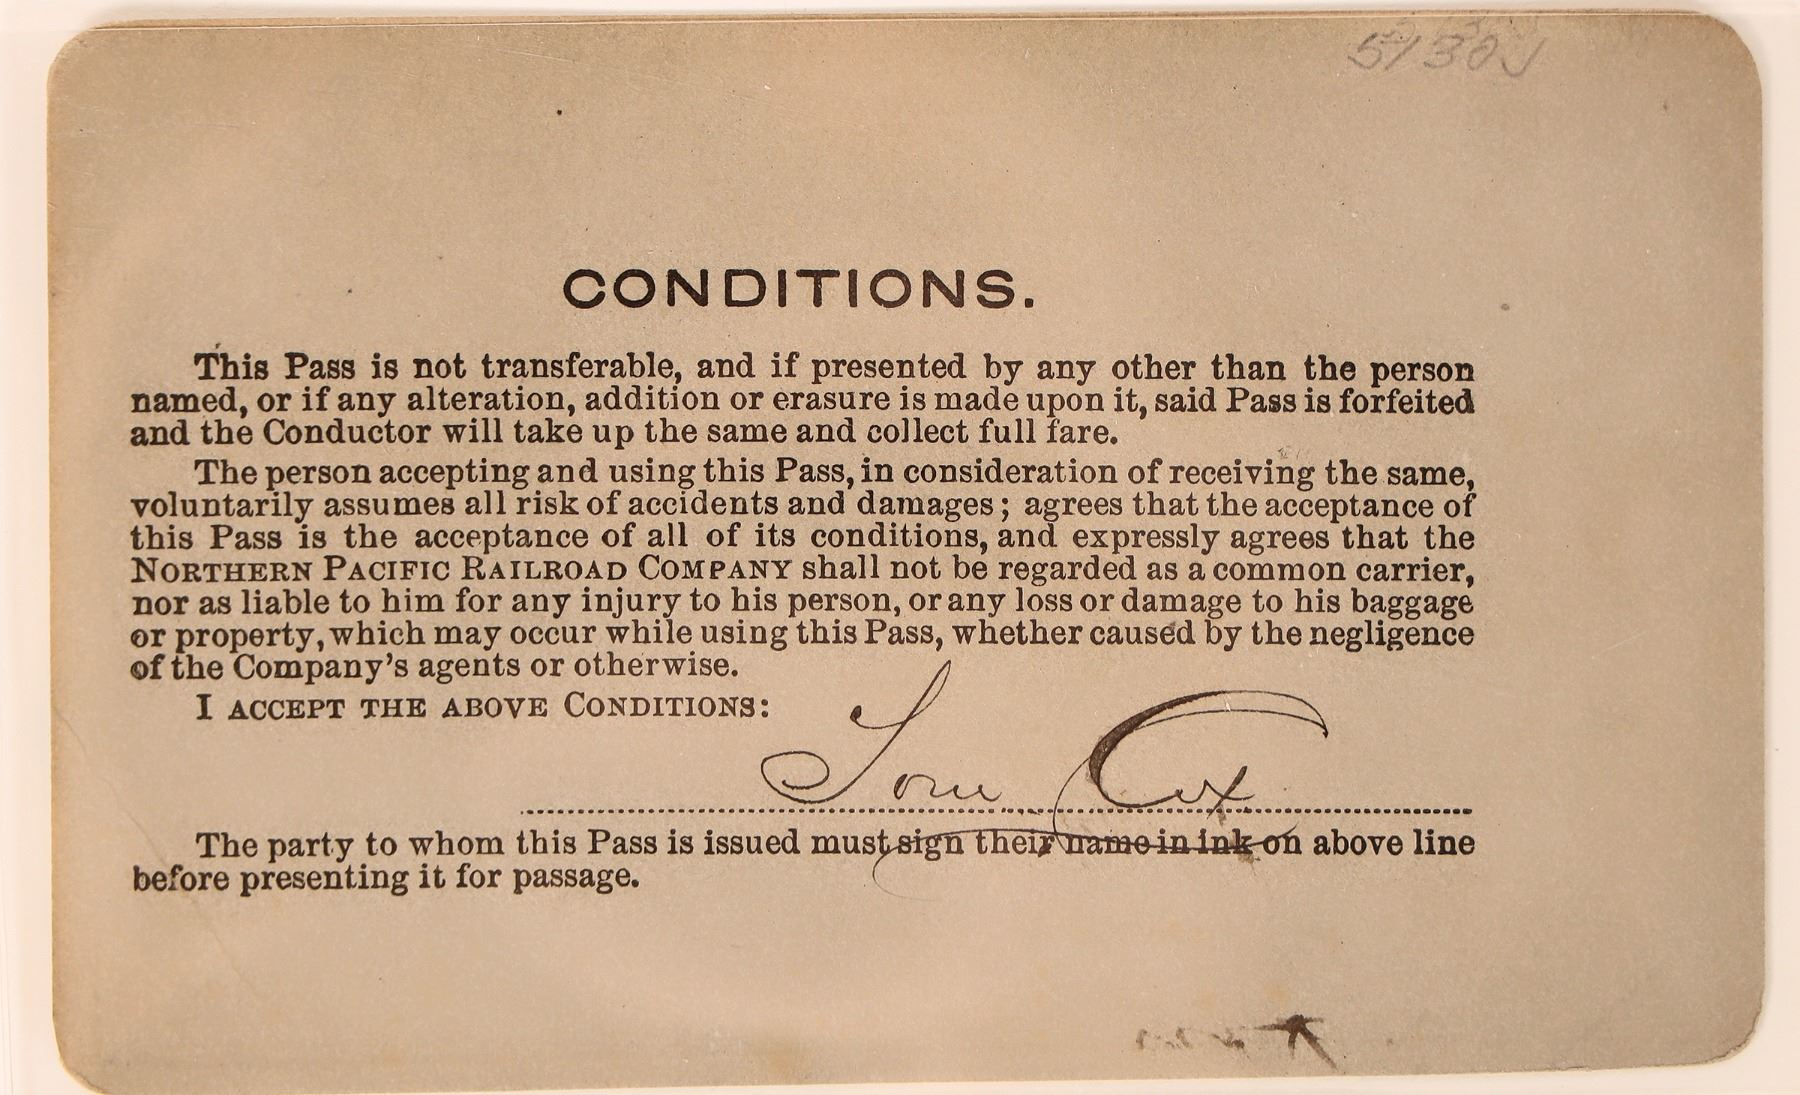 CONDITIONS.
This Pass is not transferable, and if presented by any other than the person
named, or if any alteration, addition or erasure is made upon it, said Pass is forfeited
and the Conductor will take up the same and collect full fare.
The person accepting and using this Pass, in consideration of receiving the same,
voluntarily assumes all risk of accidents and damages; agrees that the acceptance of
this Pass is the acceptance of all of its conditions, and expressly agrees that the
NORTHERN PACIFIC RAILROAD COMPANY shall not be regarded as a common carrier,
nor as liable to him for any injury to his person, or any loss or damage to his baggage
or property, which may occur while using this Pass, whether caused by the negligence
of the Company's agents or otherwise.
I ACCEPT THE ABOVE CONDITIONS:
Cox
The party to whom this Pass is issued must sign their name in ink on above line
before presenting it for passage.